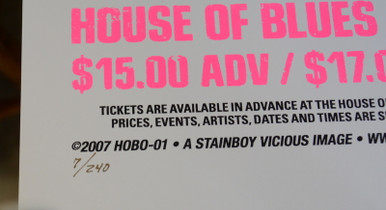 HOUSE OF BLUES
$15.00 ADV / $17.0
TICKETS ARE AVAILABLE IN ADVANCE AT THE HOUSE O
PRICES, EVENTS, ARTISTS, DATES AND TIMES ARE S
©2007 HOBO-01 • A STAINBOY VICIOUS IMAGE • WW
7/240